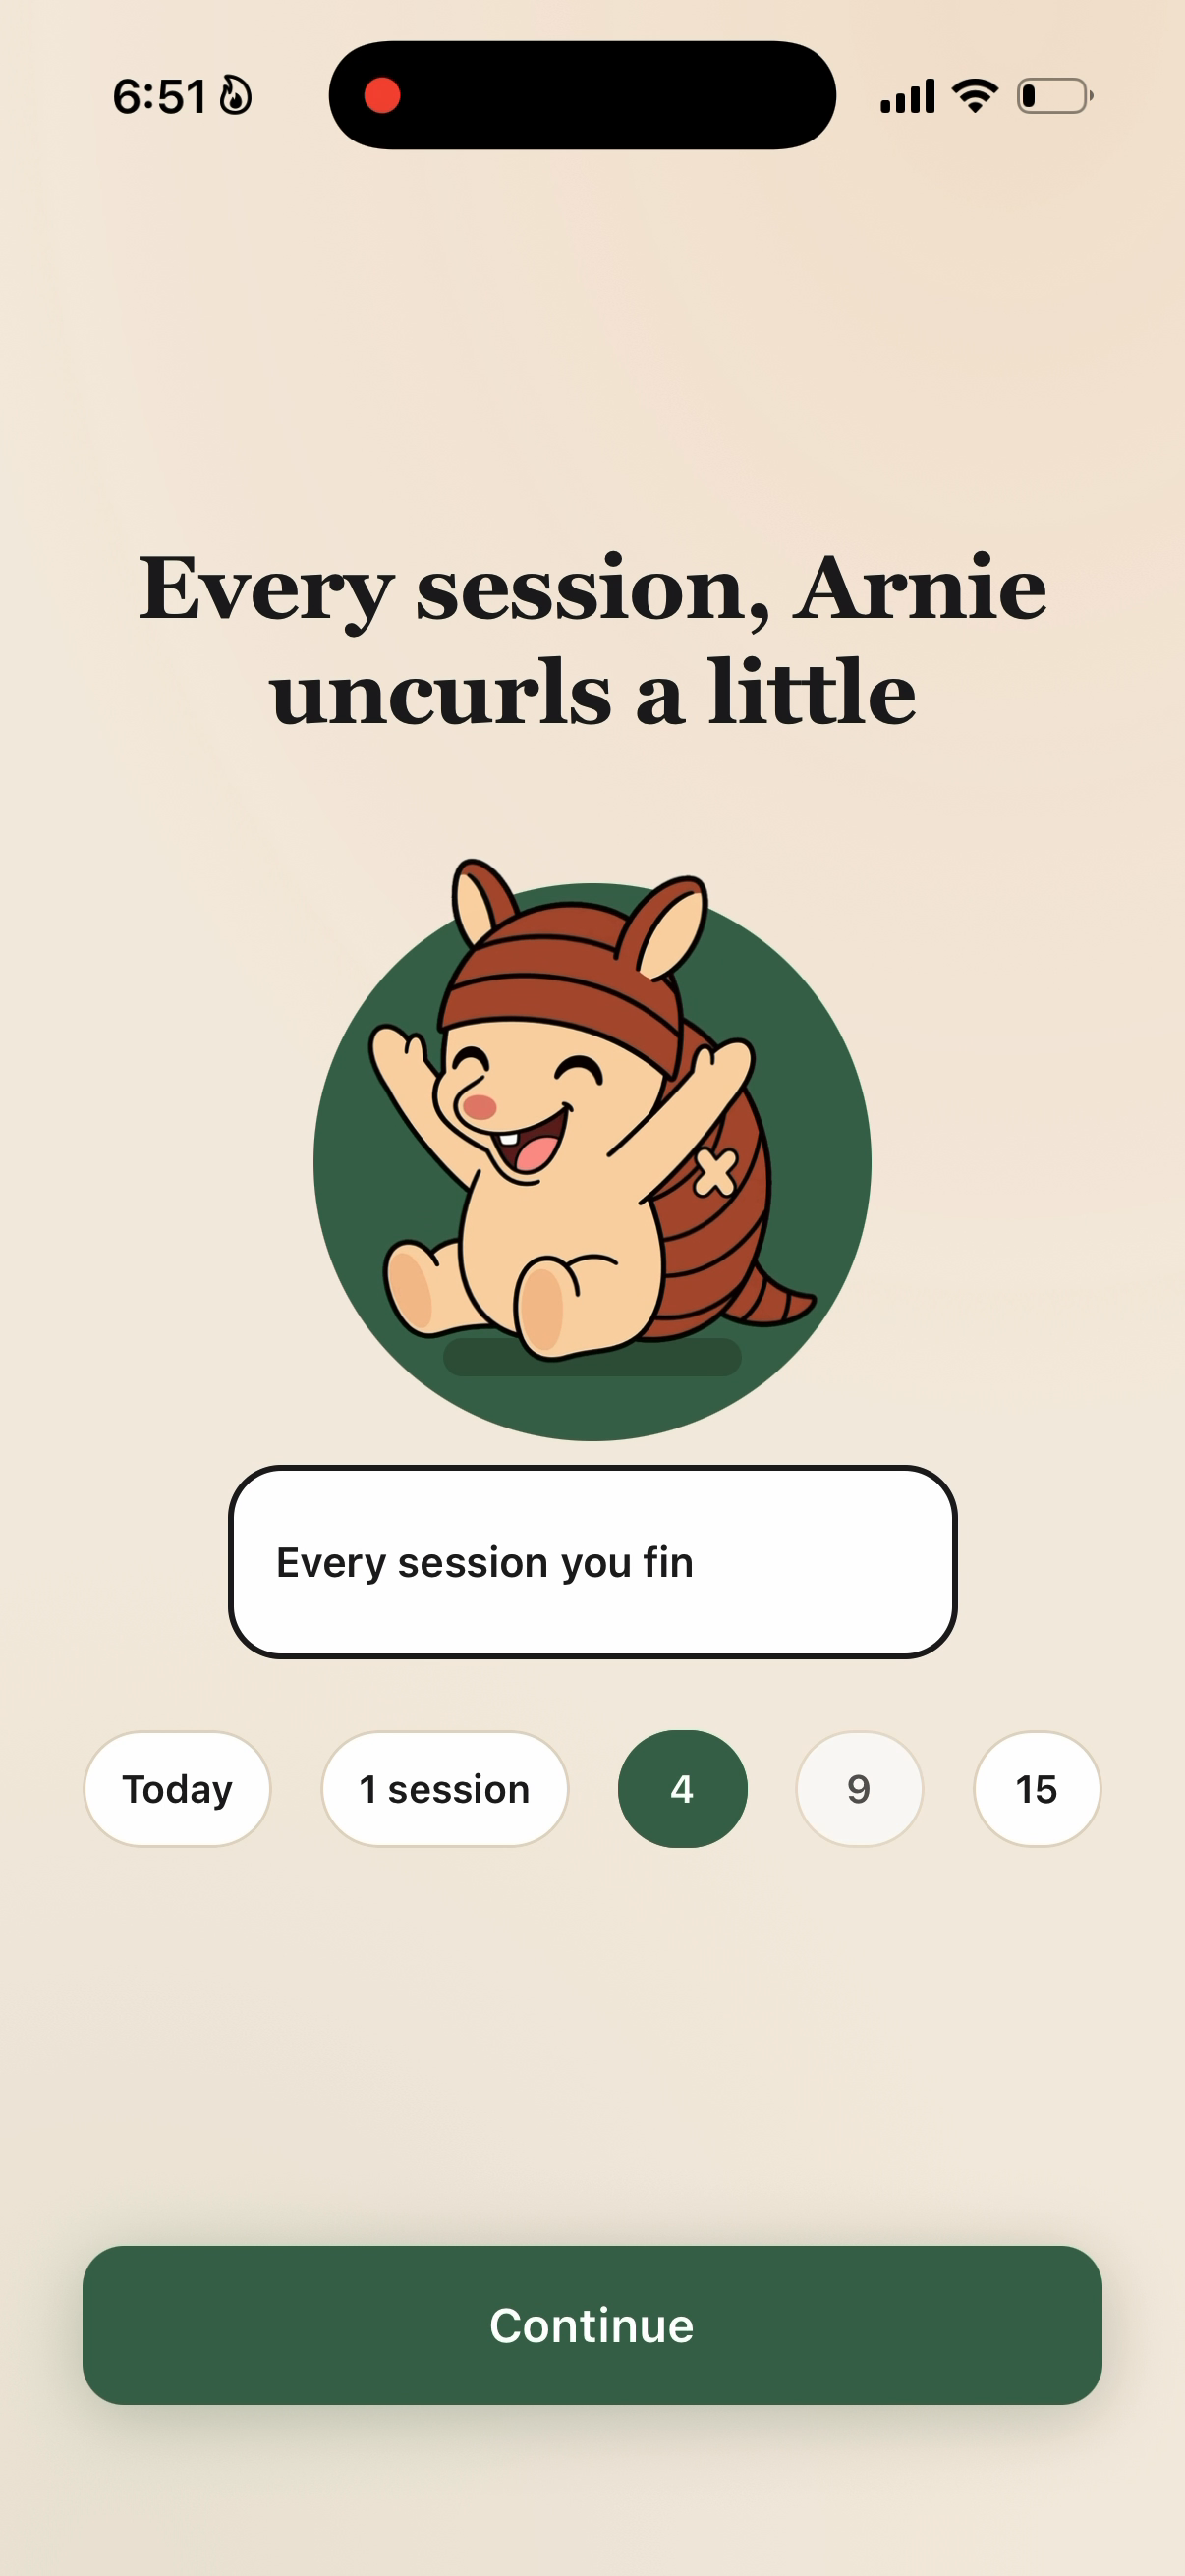 6:51
Every session, Arnie
uncurls a little
Every session you fin
Today
1 session
4
9
15
Continue